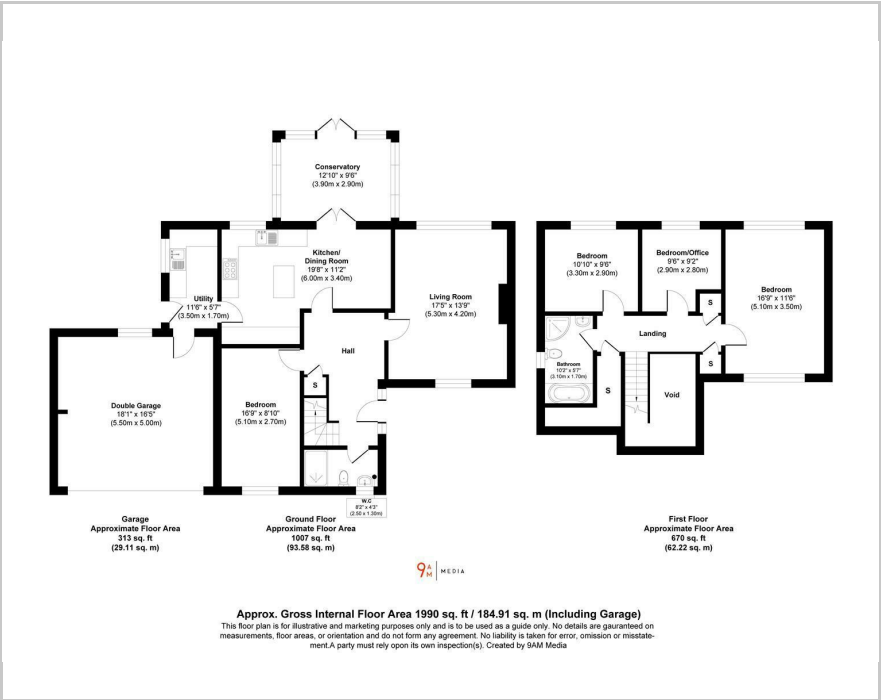 Conservatory
12'10" x 9'6"
(3.90m x 2.90m)
Kitchen/
Dining Room
19'8" x 11'2"
(6.00m x 3.40m)
Utility
11'6" x 5'7"
(3.50m x 1.70m)
Living Room
17'5" x 13'9"
(5.30m x 4.20m)
Hall
S
Double Garage
18'1" x 16'5"
(5.50m x 5.00m)
Bedroom
16'9" x 8'10"
(5.10m x 2.70m)
W.C
8'2" x 4'3"
(2.50 x 1.30m)
Bedroom
10'10" x 9'6"
(3.30m x 2.90m)
Bedroom/Office
9'6" x 9'2"
(2.90m x 2.80m)
Bedroom
16'9" x 11'6"
(5.10m x 3.50m)
S
Landing
S
Bathroom
10'2" x 5'7"
(3.10m x 1.70m)
S
Void
Garage
Approximate Floor Area
313 sq. ft
(29.11 sq. m)
Ground Floor
Approximate Floor Area
1007 sq. ft
(93.58 sq. m)
First Floor
Approximate Floor Area
670 sq. ft
(62.22 sq. m)
9AM MEDIA
Approx. Gross Internal Floor Area 1990 sq. ft / 184.91 sq. m (Including Garage)
This floor plan is for illustrative and marketing purposes only and is to be used as a guide only. No details are gauranteed on
measurements, floor areas, or orientation and do not form any agreement. No liability is taken for error, omission or misstate-
ment.A party must rely upon its own inspection(s). Created by 9AM Media